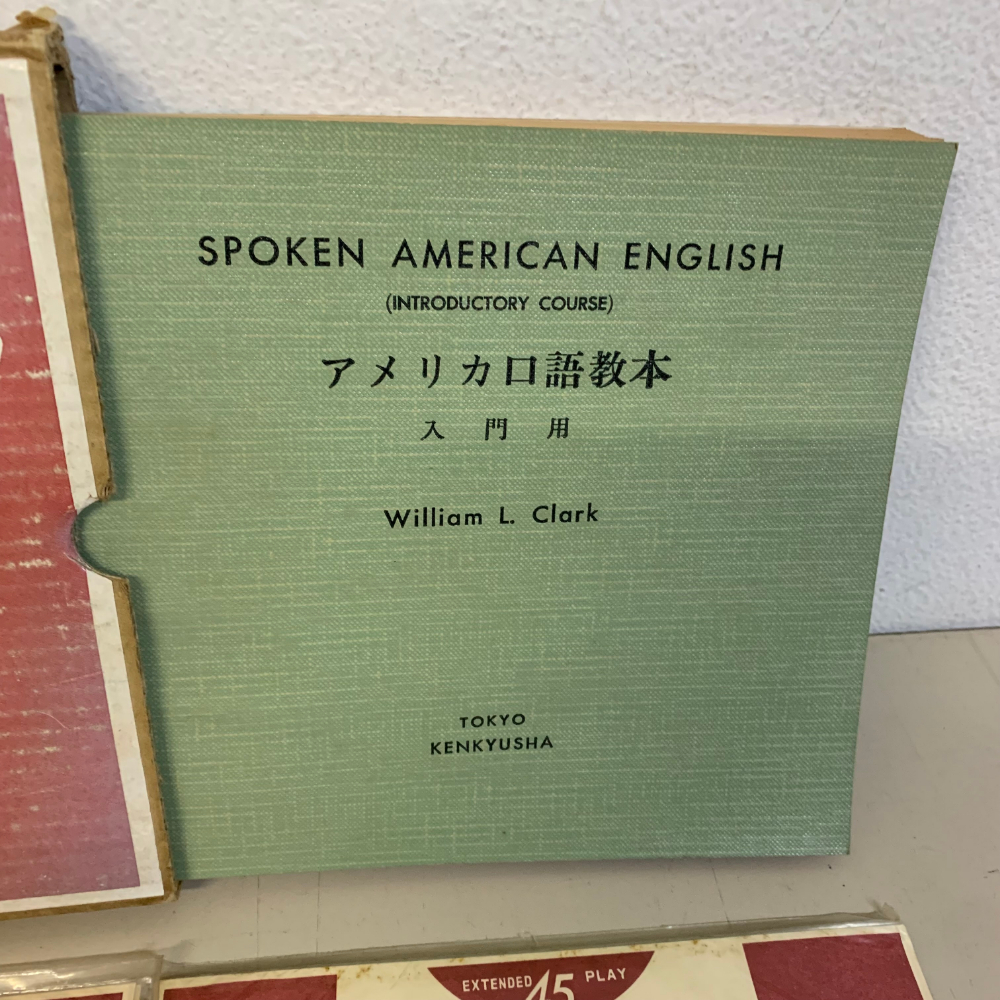 SPOKEN AMERICAN ENGLISH
(INTRODUCTORY COURSE)
アメリカ口語教本
入門用
William L. Clark
TOKYO
KENKYUSHA
EXTENDED 45 PLAY